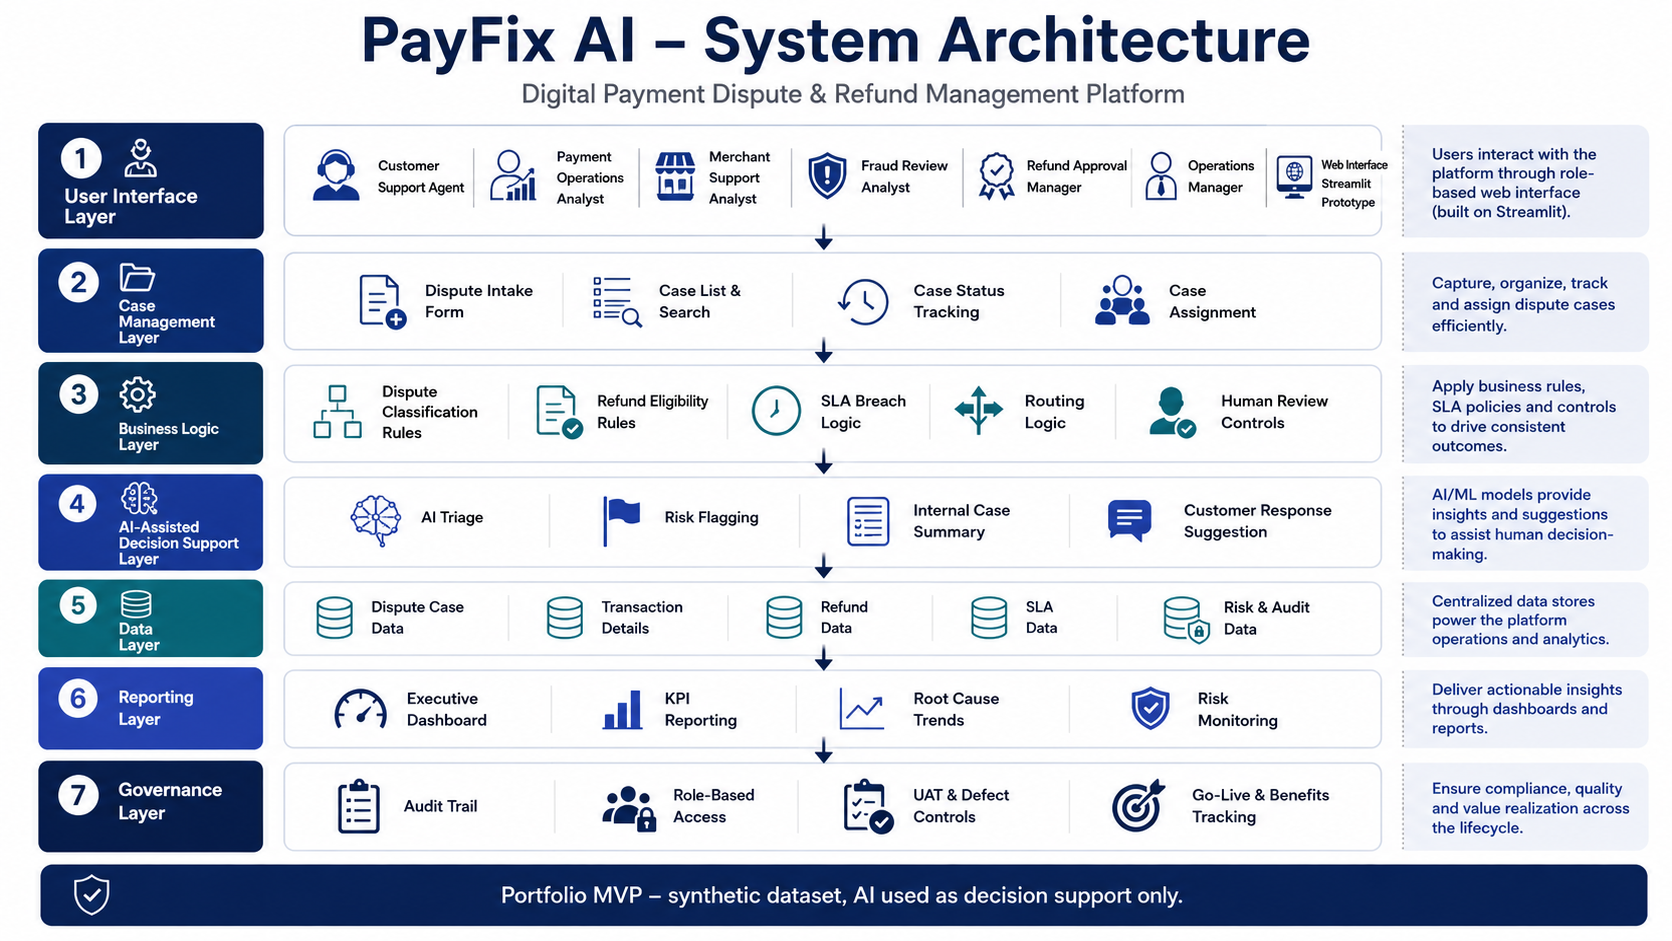 PayFix AI – System Architecture
Digital Payment Dispute & Refund Management Platform
1
User Interface
Layer
Customer
Support Agent
Payment
Operations
Analyst
Merchant
Support
Analyst
Fraud Review
Analyst
Refund Approval
Manager
Operations
Manager
Web Interface
Streamlit
Prototype
Users interact with the
platform through role-
based web interface
(built on Streamlit).
2
Case
Management
Layer
Dispute Intake
Form
Case List &
Search
Case Status
Tracking
Case
Assignment
Capture, organize, track
and assign dispute cases
efficiently.
3
Business Logic
Layer
Dispute
Classification
Rules
Refund Eligibility
Rules
SLA Breach
Logic
Routing
Logic
Human Review
Controls
Apply business rules,
SLA policies and controls
to drive consistent
outcomes.
4
AI-Assisted
Decision Support
Layer
AI Triage
Risk Flagging
Internal Case
Summary
Customer Response
Suggestion
AI/ML models provide
insights and suggestions
to assist human decision-
making.
5
Data
Layer
Dispute Case
Data
Transaction
Details
Refund
Data
SLA
Data
Risk & Audit
Data
Centralized data stores
power the platform
operations and analytics.
6
Reporting
Layer
Executive
Dashboard
KPI
Reporting
Root Cause
Trends
Risk
Monitoring
Deliver actionable insights
through dashboards and
reports.
7
Governance
Layer
Audit Trail
Role-Based
Access
UAT & Defect
Controls
Go-Live & Benefits
Tracking
Ensure compliance, quality
and value realization across
the lifecycle.
Portfolio MVP – synthetic dataset, AI used as decision support only.